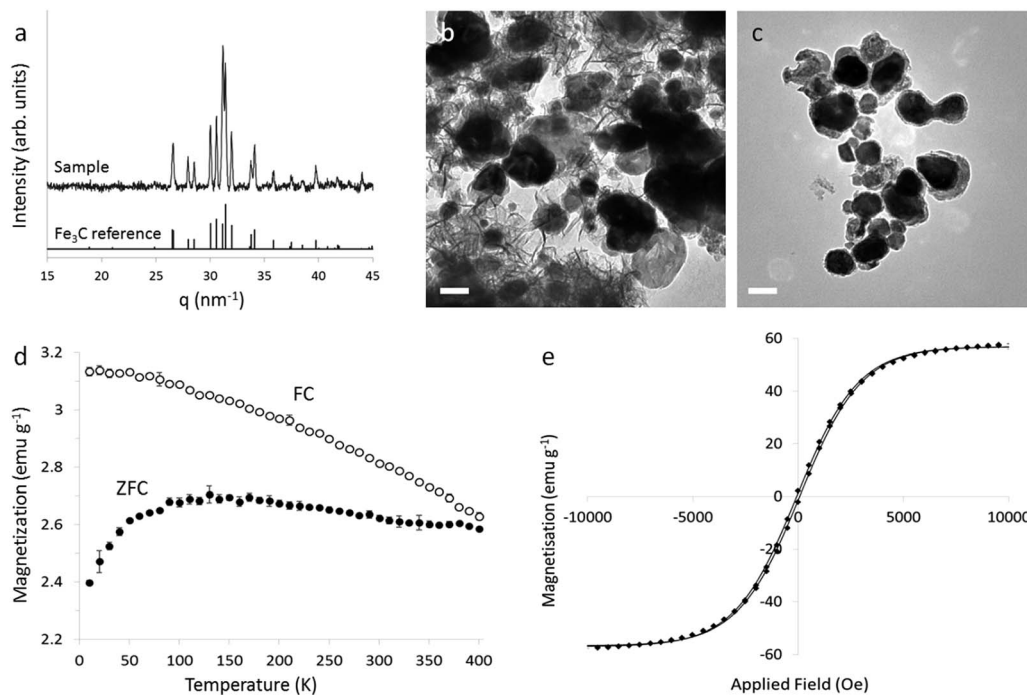 a
Intensity (arb. units)
Sample
Fe₃C reference
15 20 25 30 35 40 45
q (nm⁻¹)
b
c
d
Magnetization (emu g⁻¹)
3.2
3
2.8
2.6
2.4
2.2
FC
ZFC
0 50 100 150 200 250 300 350 400
Temperature (K)
e
Magnetisation (emu g⁻¹)
60
40
20
0
-10000 -5000 0 5000 10000
-20
-40
-60
Applied Field (Oe)